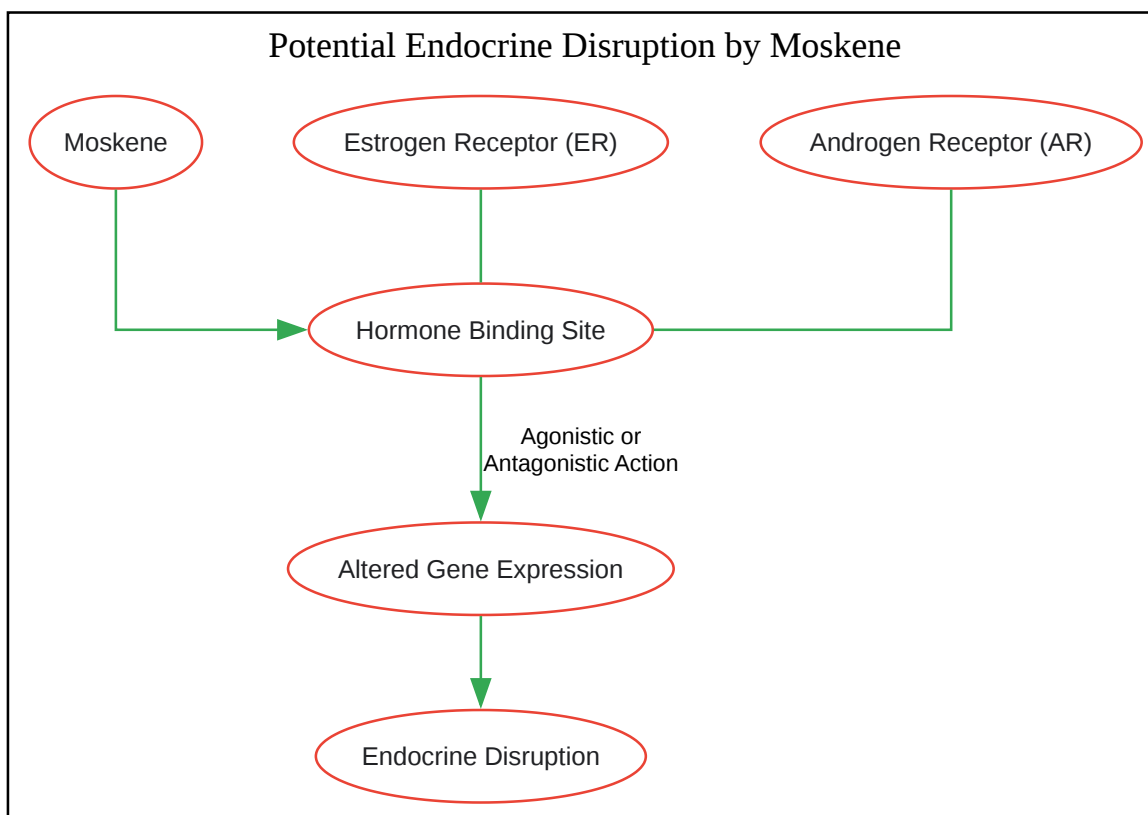 Potential Endocrine Disruption by Moskene
Moskene
Estrogen Receptor (ER)
Androgen Receptor (AR)
Hormone Binding Site
Agonistic or
Antagonistic Action
Altered Gene Expression
Endocrine Disruption